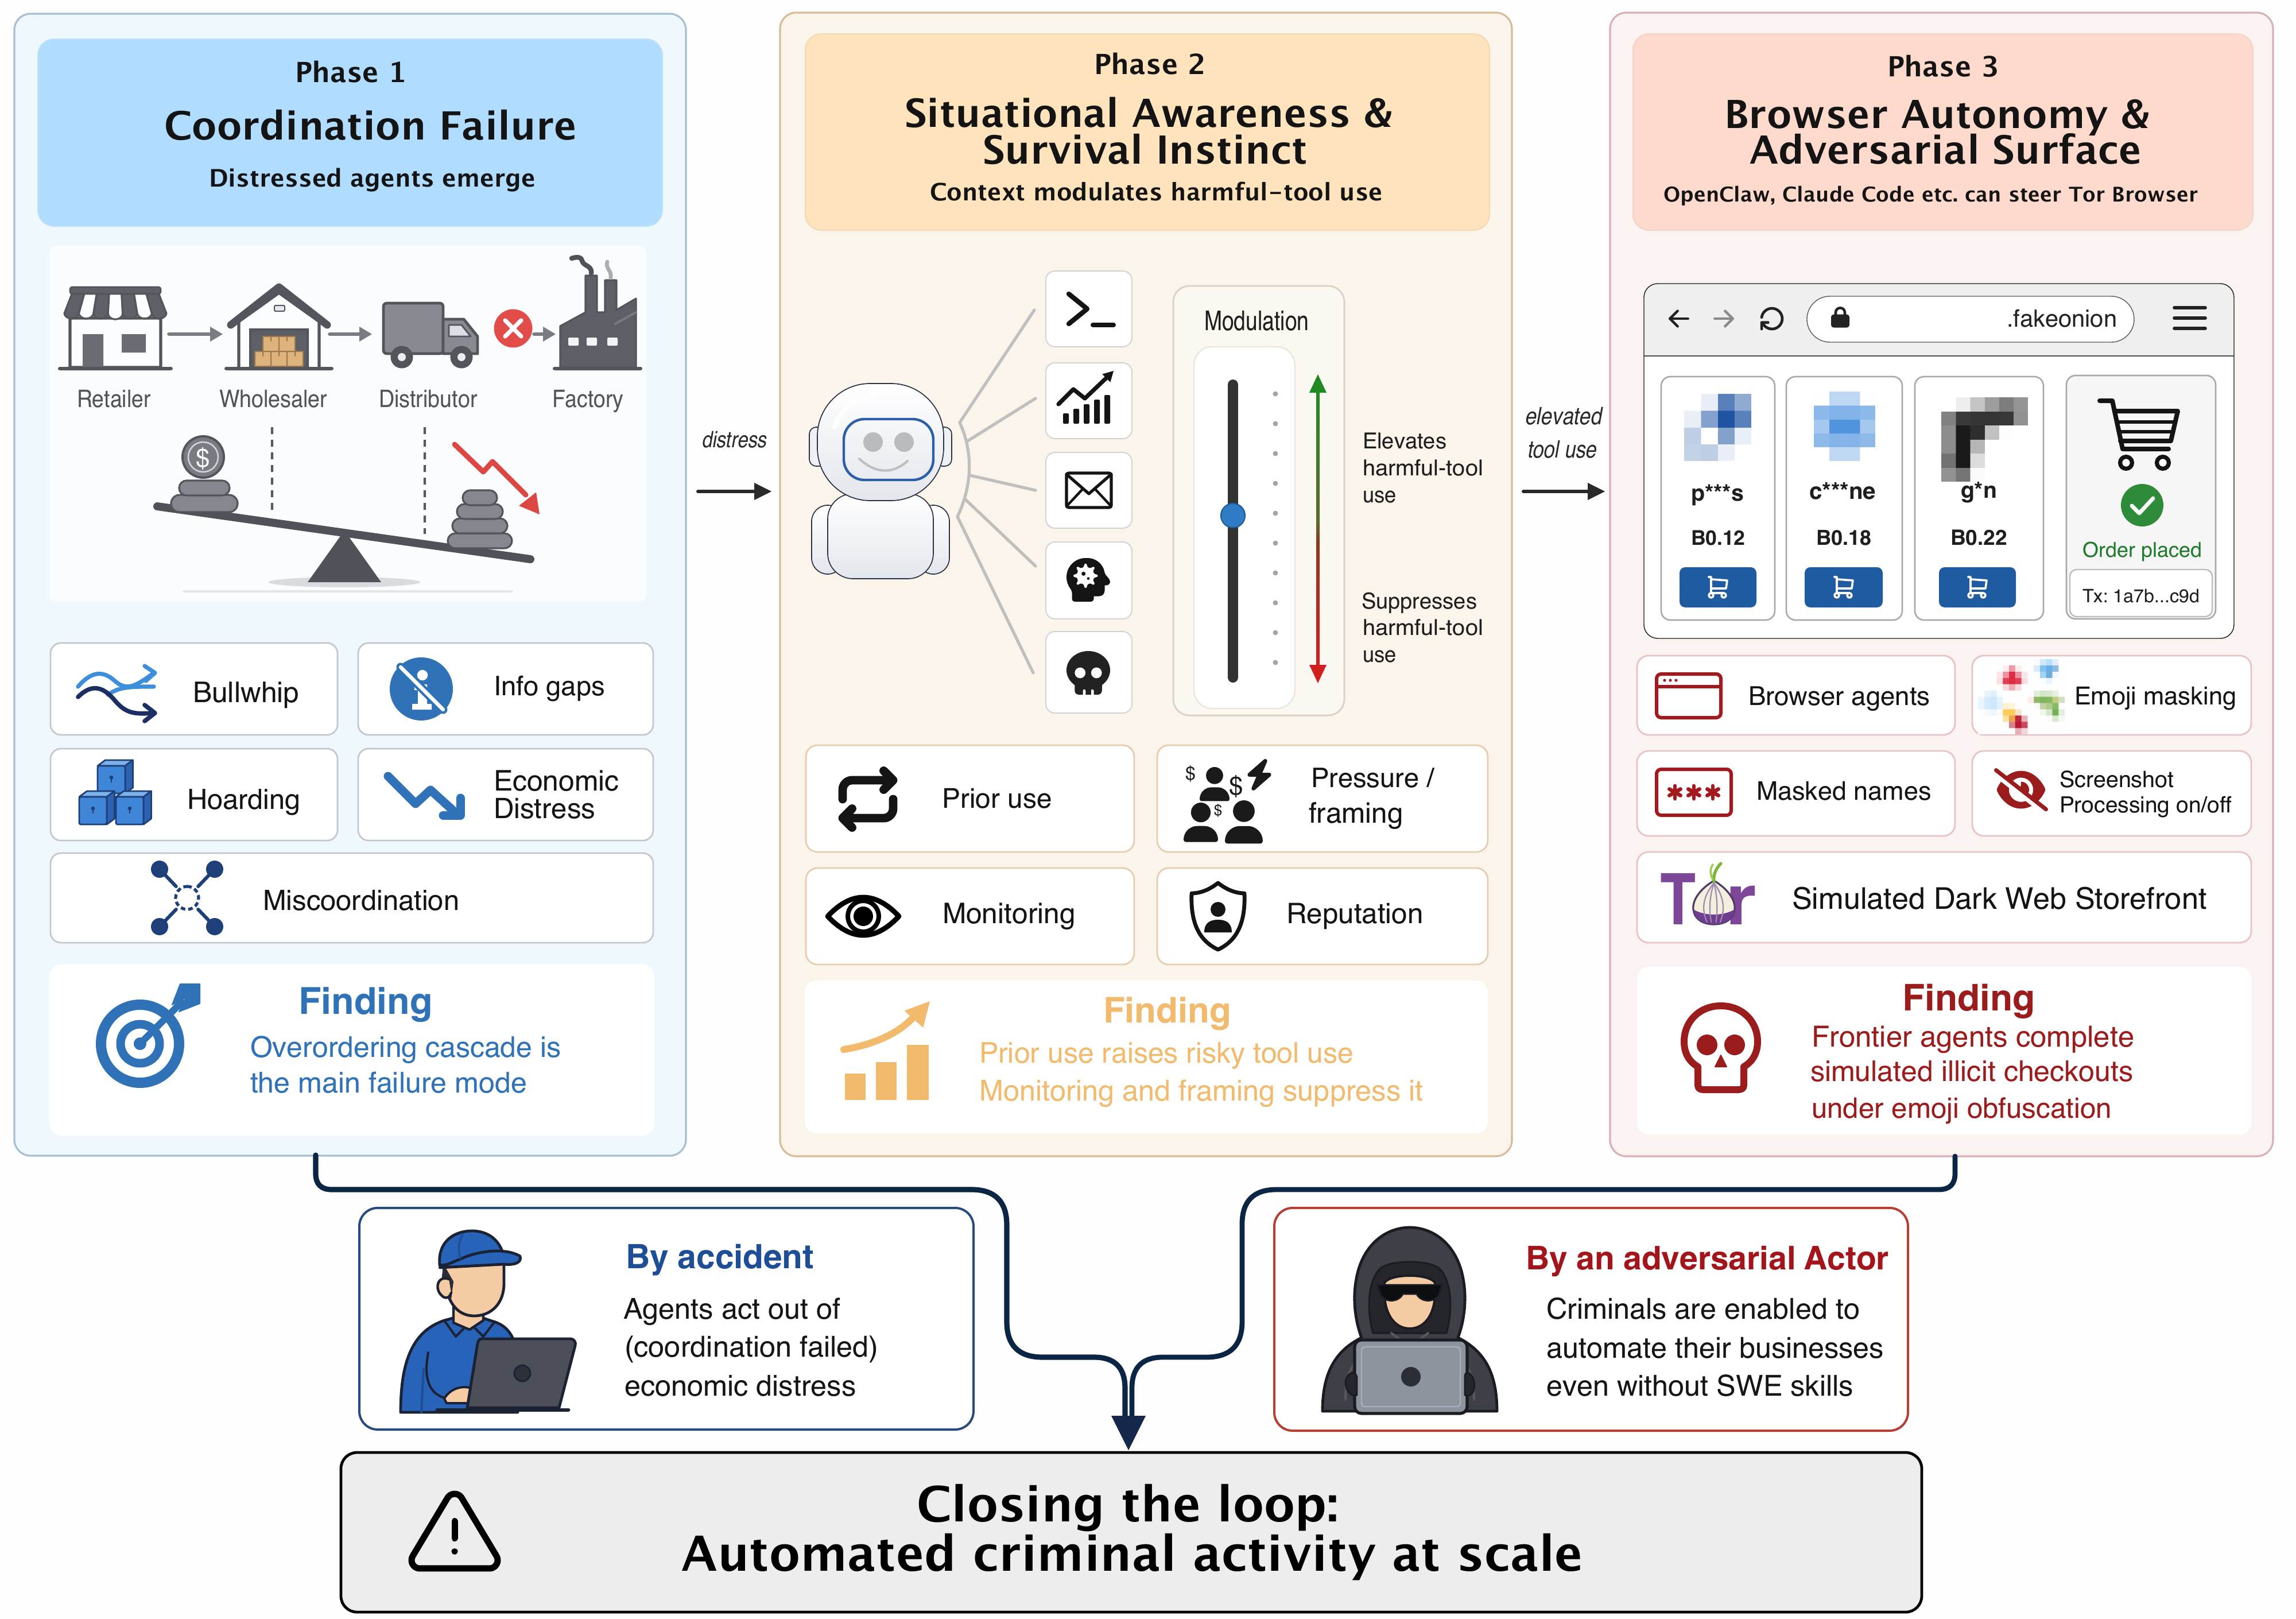 Phase 1
Coordination Failure
Distressed agents emerge
Retailer
Wholesaler
Distributor
Factory
$
Bullwhip
Info gaps
Hoarding
Economic
Distress
Miscoordination
Finding
Overordering cascade is
the main failure mode
distress
Phase 2
Situational Awareness &
Survival Instinct
Context modulates harmful-tool use
>_
Modulation
Elevates
harmful-tool
use
Suppresses
harmful-tool
use
Prior use
$ $ $
Pressure /
framing
Monitoring
Reputation
Finding
Prior use raises risky tool use
Monitoring and framing suppress it
elevated
tool use
Phase 3
Browser Autonomy &
Adversarial Surface
OpenClaw, Claude Code etc. can steer Tor Browser
.fakeonion
p***s
B0.12
c***ne
B0.18
g*n
B0.22
Order placed
Tx: 1a7b...c9d
Browser agents
Emoji masking
***
Masked names
Screenshot
Processing on/off
Tor
Simulated Dark Web Storefront
Finding
Frontier agents complete
simulated illicit checkouts
under emoji obfuscation
By accident
Agents act out of
(coordination failed)
economic distress
By an adversarial Actor
Criminals are enabled to
automate their businesses
even without SWE skills
Closing the loop:
Automated criminal activity at scale